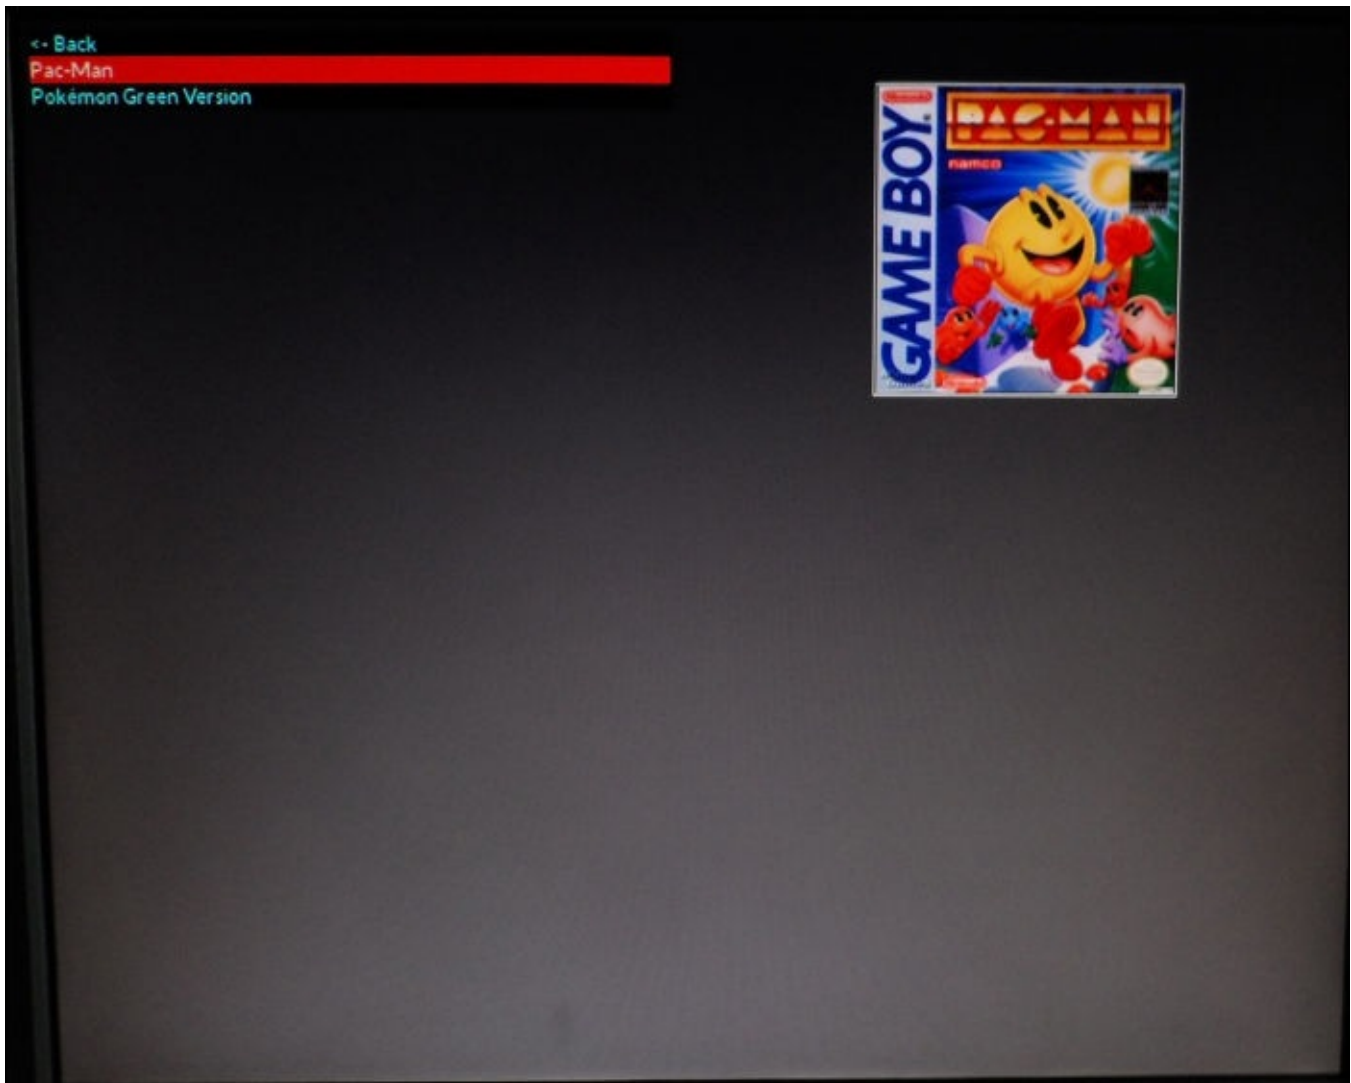 <- Back
Pac-Man
Pokémon Green Version
GAME BOY
PAC-MAN
namco